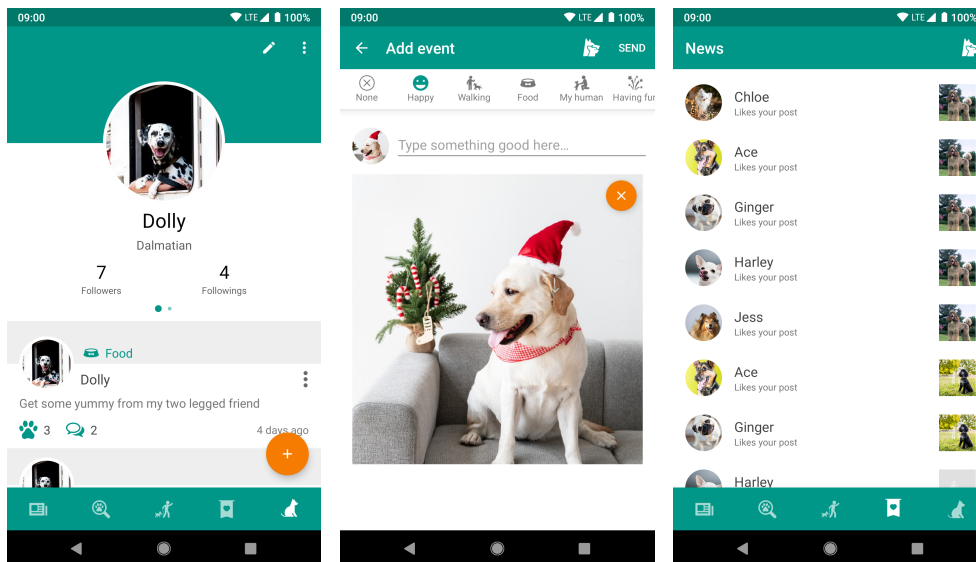 09:00
LTE
100%
Dolly
Dalmatian
7
4
Followers
Followings
Food
Dolly
Get some yummy from my two legged friend
3
2
4 days ago
09:00
LTE
100%
Add event
SEND
None
Happy
Walking
Food
My human
Having fun
Type something good here...
09:00
LTE
100%
News
Chloe
Likes your post
Ace
Likes your post
Ginger
Likes your post
Harley
Likes your post
Jess
Likes your post
Ace
Likes your post
Ginger
Likes your post
Harley